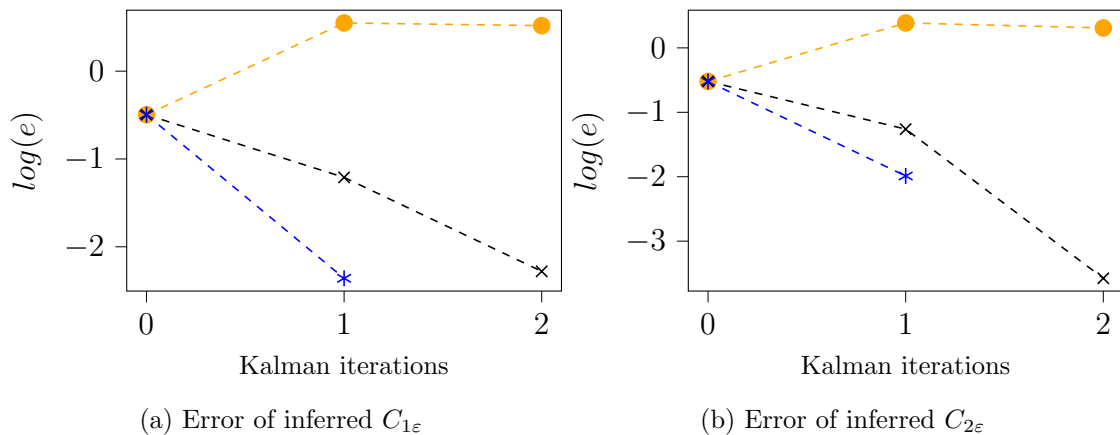 0
−1
−2
log(e)
0
1
2
Kalman iterations
(a) Error of inferred C1ε
0
−1
−2
−3
log(e)
0
1
2
Kalman iterations
(b) Error of inferred C2ε